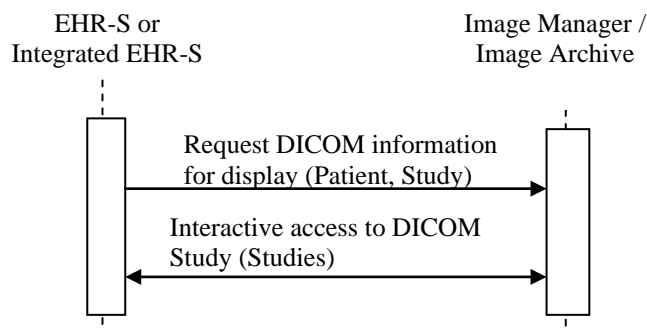 EHR-S or
Integrated EHR-S
Image Manager /
Image Archive
Request DICOM information
for display (Patient, Study)
Interactive access to DICOM
Study (Studies)